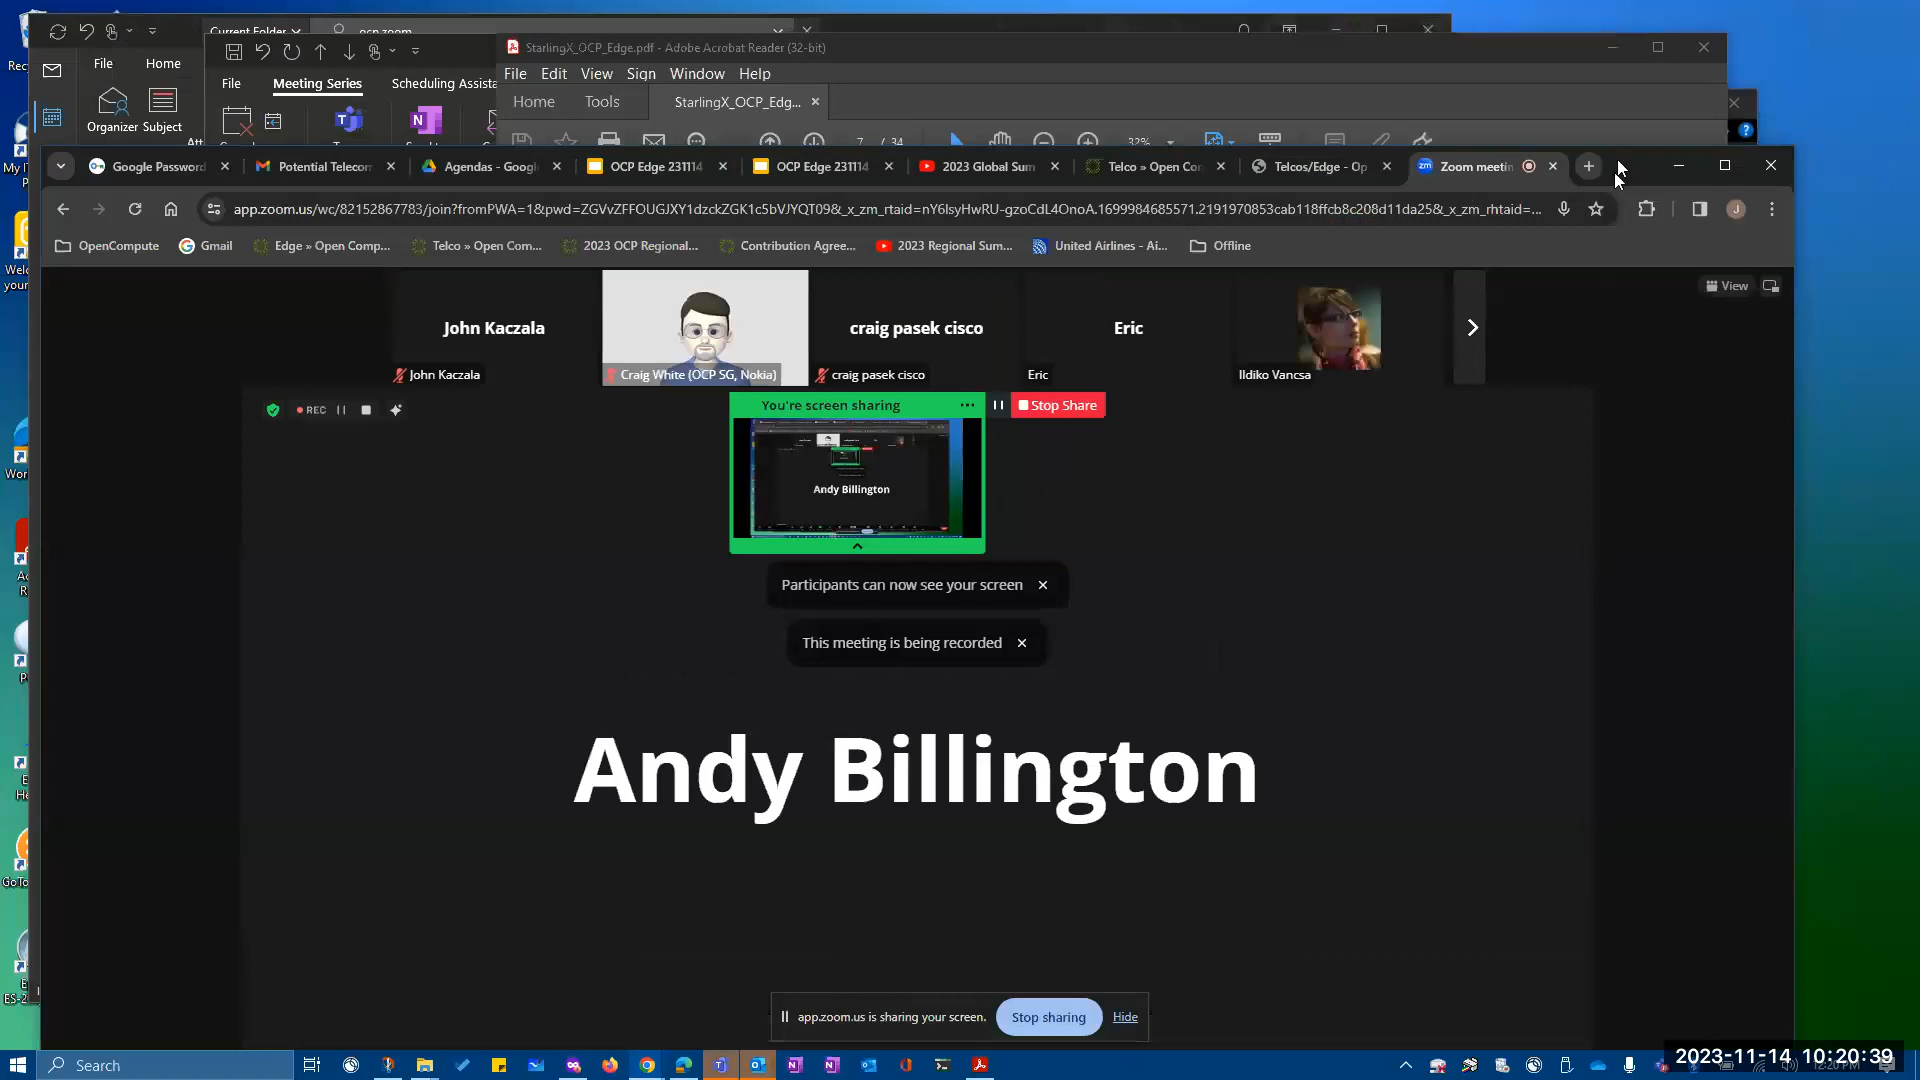 Current Folder
ocp zoom
StarlingX_OCP_Edge.pdf - Adobe Acrobat Reader (32-bit)
File Home
File Meeting Series Scheduling Assista
File Edit View Sign Window Help
Home Tools StarlingX_OCP_Edg...
Organizer Subject
7 / 34 32%
Google Password
Potential Telecom
Agendas - Googl
OCP Edge 231114
OCP Edge 231114
2023 Global Sum
Telco » Open Co
Telcos/Edge - Op
Zoom meetin
app.zoom.us/wc/82152867783/join?fromPWA=1&pwd=ZGVvZFFOUGJXY1dzckZGK1c5bVJYQT09&_x_zm_rtaid=nY6lsyHwRU-gzoCdL4OnoA.1699984685571.2191970853cab118ffcb8c208d11da25&_x_zm_rhtaid=...
OpenCompute
Gmail
Edge » Open Comp...
Telco » Open Com...
2023 OCP Regional...
Contribution Agree...
2023 Regional Sum...
United Airlines - Ai...
Offline
View
John Kaczala
craig pasek cisco
Eric
John Kaczala
Craig White (OCP SG, Nokia)
craig pasek cisco
Eric
Ildiko Vancsa
REC
You're screen sharing
Stop Share
Andy Billington
Participants can now see your screen
This meeting is being recorded
Andy Billington
app.zoom.us is sharing your screen.
Stop sharing
Hide
Search
2023-11-14 10:20:39